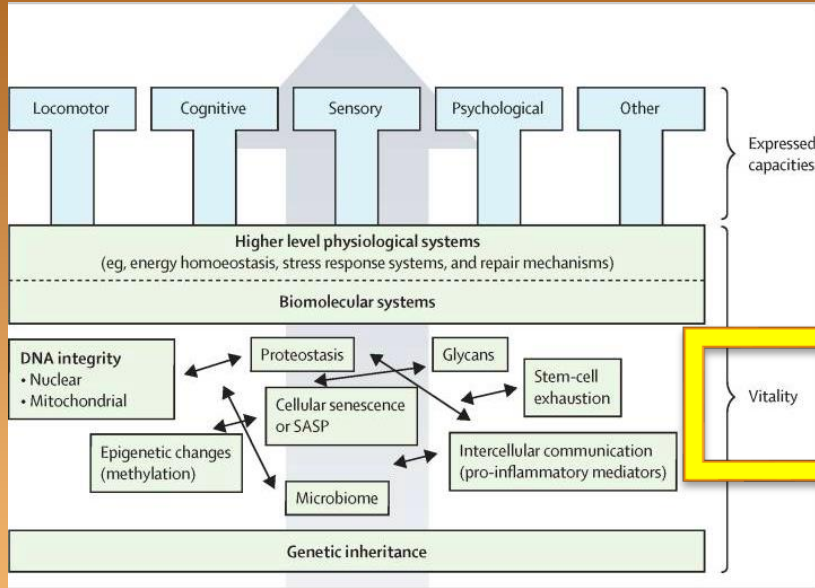 Locomotor
Cognitive
Sensory
Psychological
Other
Expressed
capacities
Higher level physiological systems
(eg, energy homoeostasis, stress response systems, and repair mechanisms)
Biomolecular systems
DNA integrity
• Nuclear
• Mitochondrial
Proteostasis
Glycans
Stem-cell
exhaustion
Vitality
Cellular senescence
or SASP
Epigenetic changes
(methylation)
Intercellular communication
(pro-inflammatory mediators)
Microbiome
Genetic inheritance